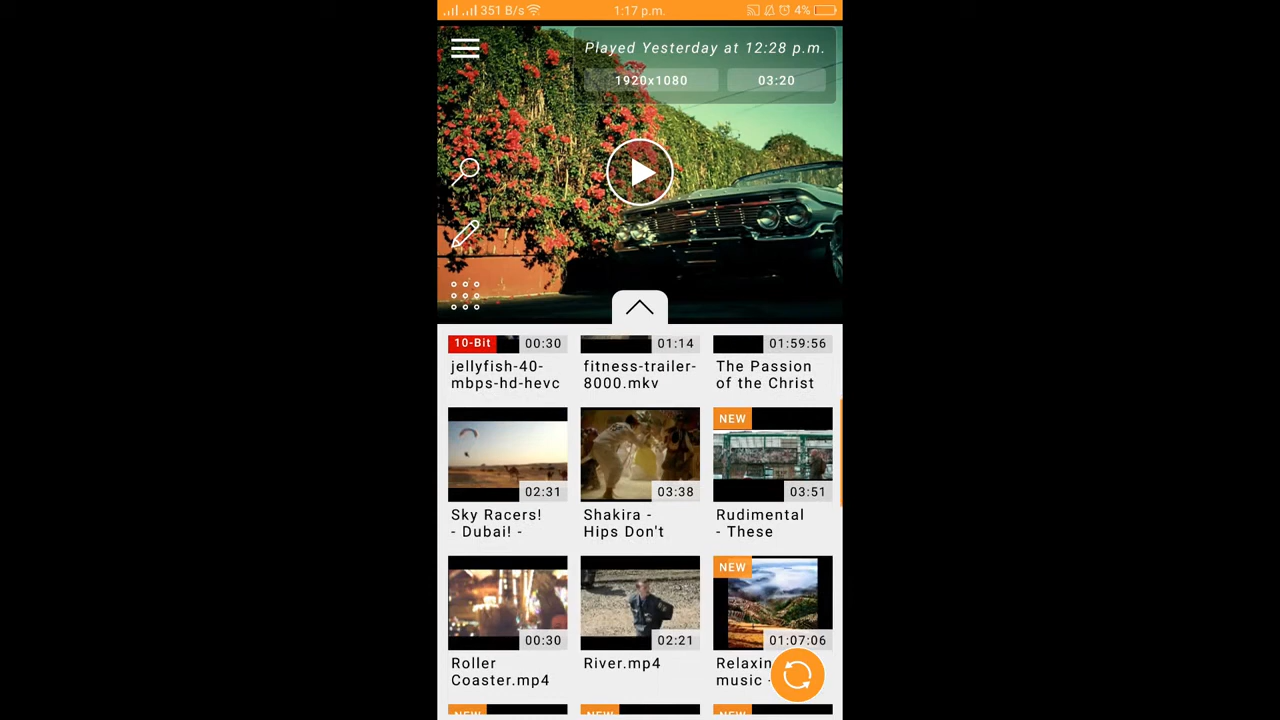 351 B/s
1:17 p.m.
4%
Played Yesterday at 12:28 p.m.
1920x1080
03:20
10-Bit
00:30
01:14
01:59:56
jellyfish-40-
mbps-hd-hevc
fitness-trailer-
8000.mkv
The Passion
of the Christ
NEW
02:31
03:38
03:51
Sky Racers!
- Dubai! -
Shakira -
Hips Don't
Rudimental
- These
NEW
00:30
02:21
01:07:06
Roller
Coaster.mp4
River.mp4
Relaxin
music -
NEW
NEW
NEW